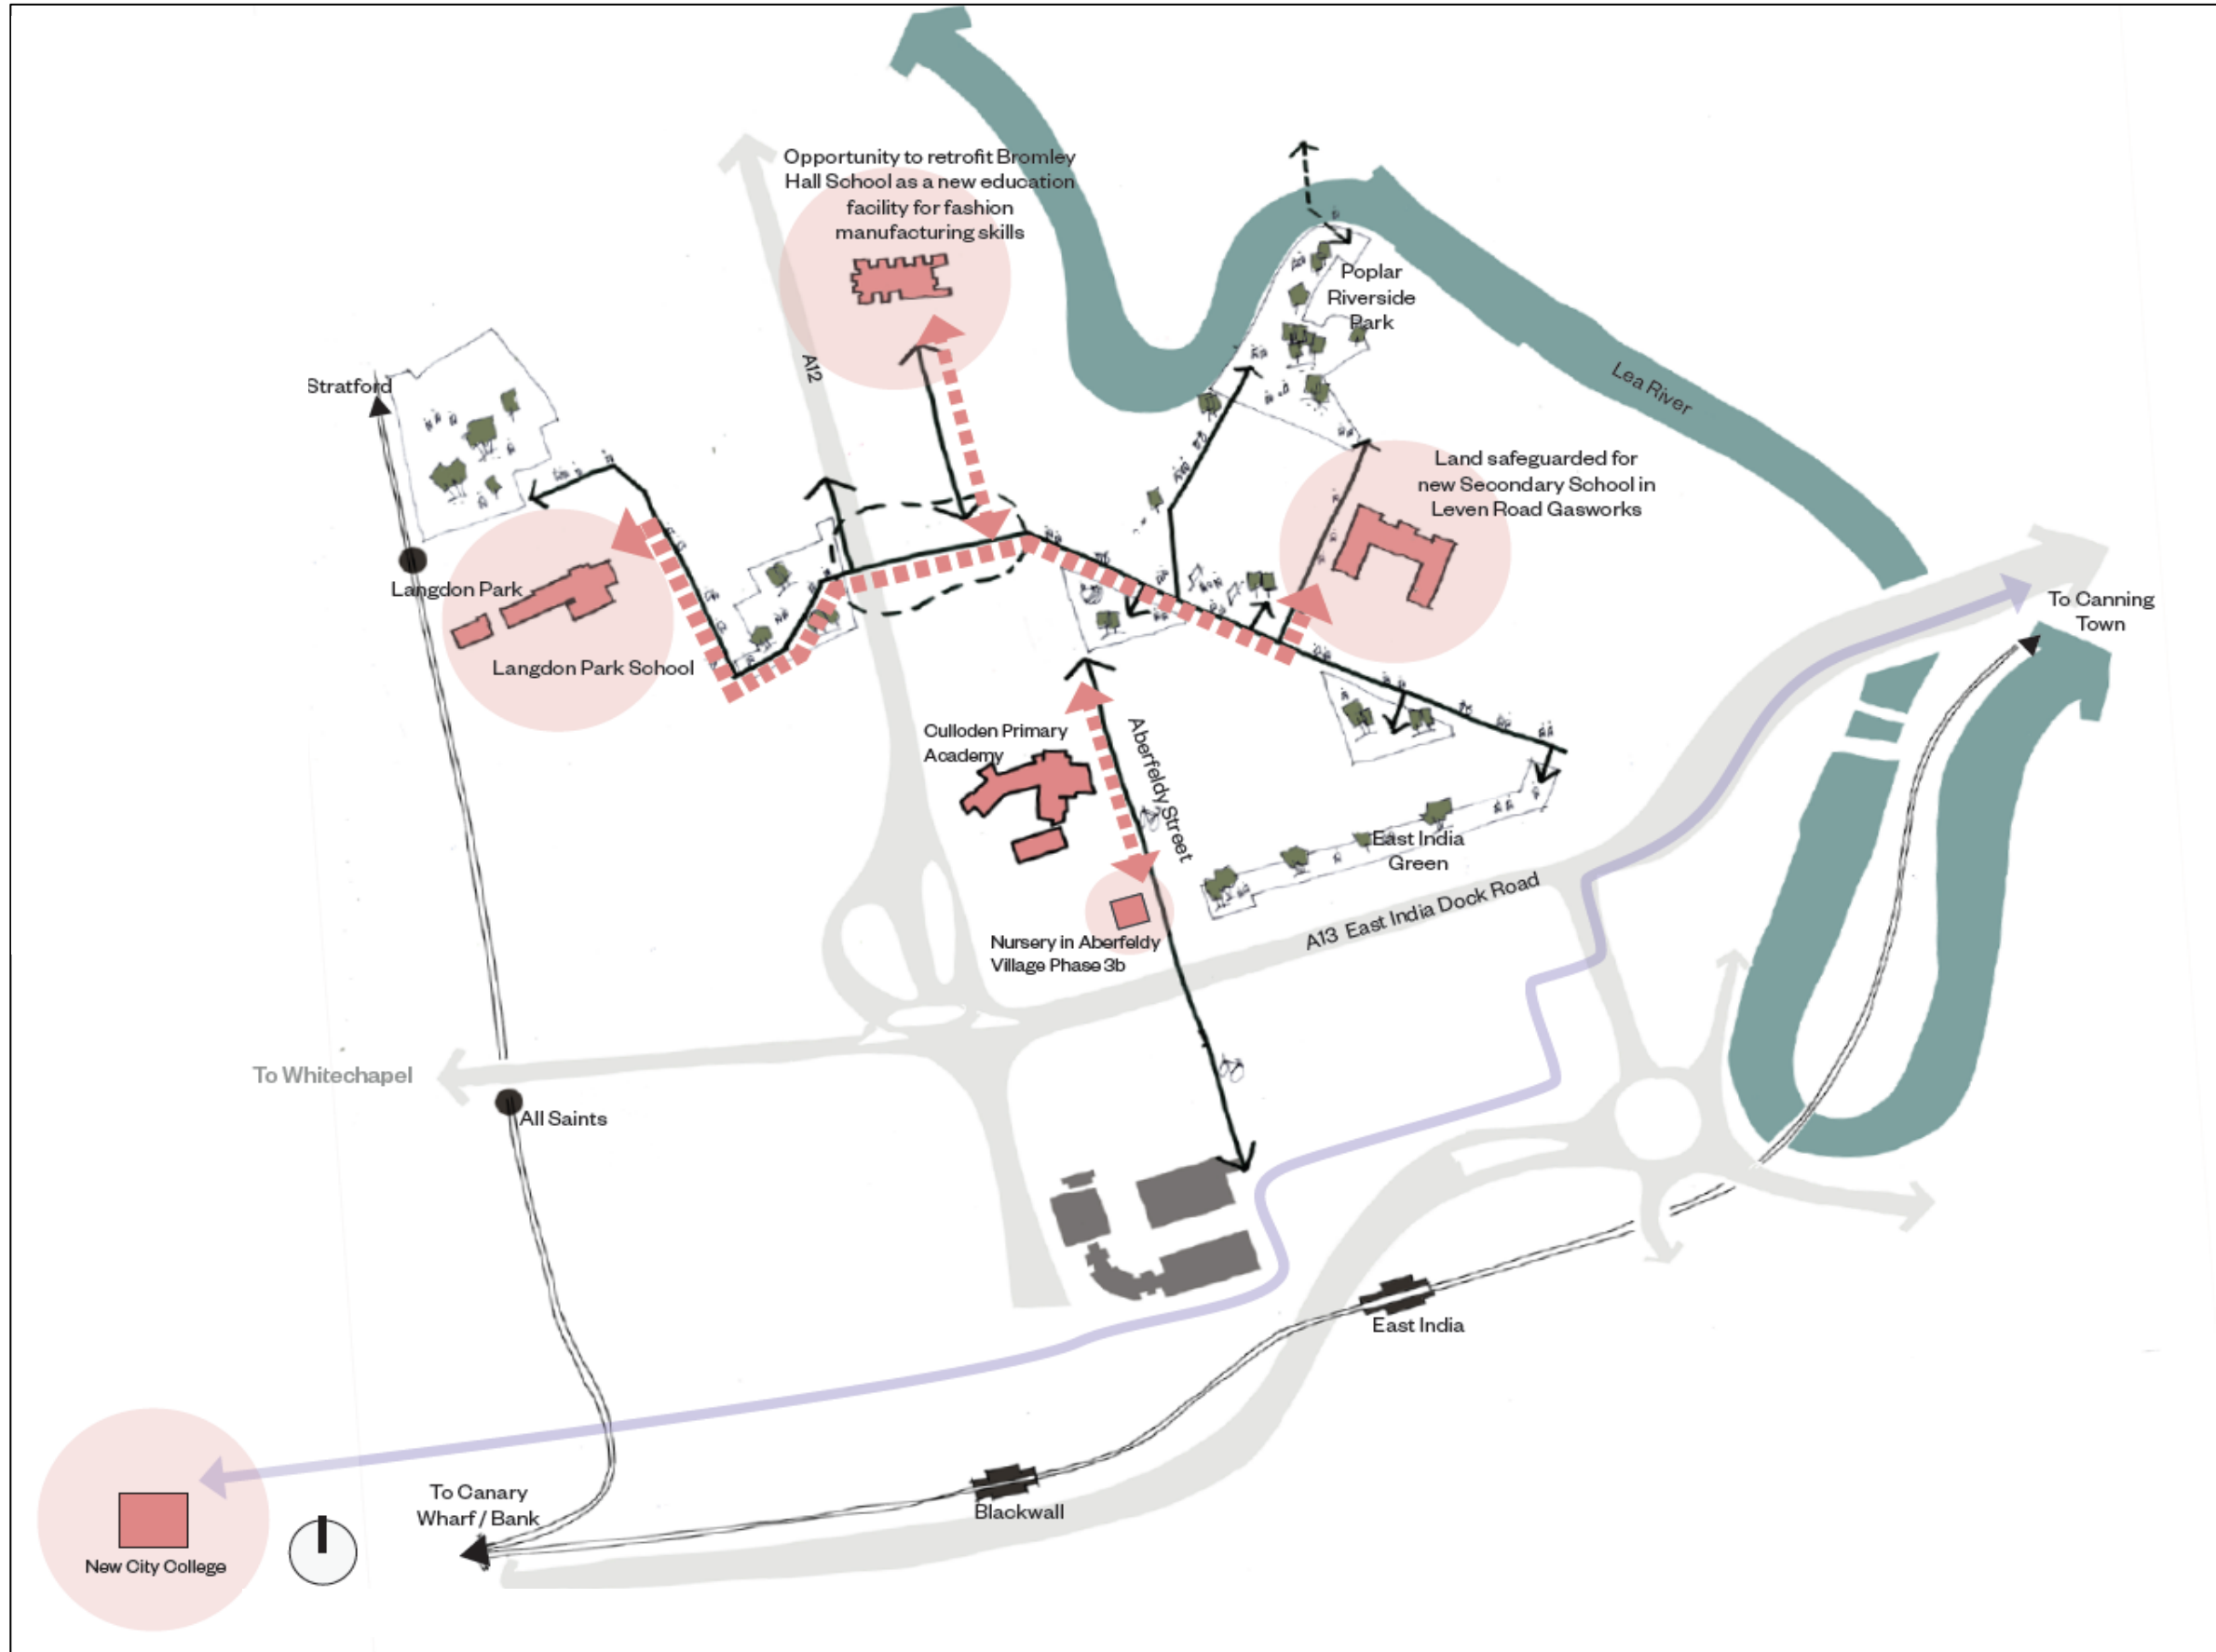 Opportunity to retrofit Bromley
Hall School as a new education
facility for fashion
manufacturing skills
Poplar
Riverside
Park
A12
Stratford
Lea River
Land safeguarded for
new Secondary School in
Leven Road Gasworks
Langdon Park
To Canning
Town
Langdon Park School
Culloden Primary
Academy
Aberfeldy Street
East India
Green
A13 East India Dock Road
Nursery in Aberfeldy
Village Phase 3b
To Whitechapel
All Saints
East India
To Canary
Wharf / Bank
Blackwall
New City College